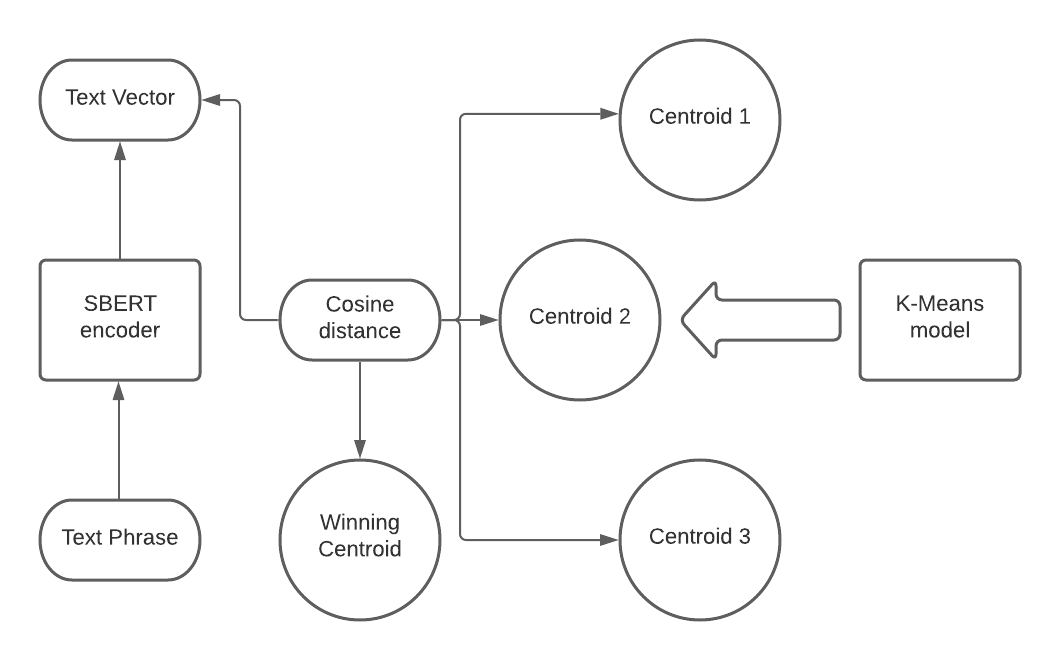 Text Vector
Centroid 1
SBERT
encoder
Cosine
distance
Centroid 2
K-Means
model
Text Phrase
Winning
Centroid
Centroid 3